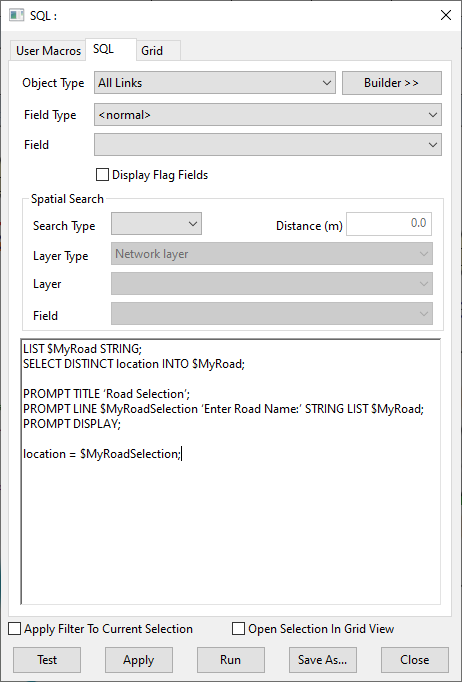 SQL :
User Macros SQL Grid
Object Type All Links Builder >>
Field Type <normal>
Field
Display Flag Fields
Spatial Search
Search Type Distance (m) 0.0
Layer Type Network layer
Layer
Field
LIST $MyRoad STRING;
SELECT DISTINCT location INTO $MyRoad;
PROMPT TITLE ‘Road Selection’;
PROMPT LINE $MyRoadSelection ‘Enter Road Name:’ STRING LIST $MyRoad;
PROMPT DISPLAY;
location = $MyRoadSelection;
Apply Filter To Current Selection Open Selection In Grid View
Test Apply Run Save As... Close